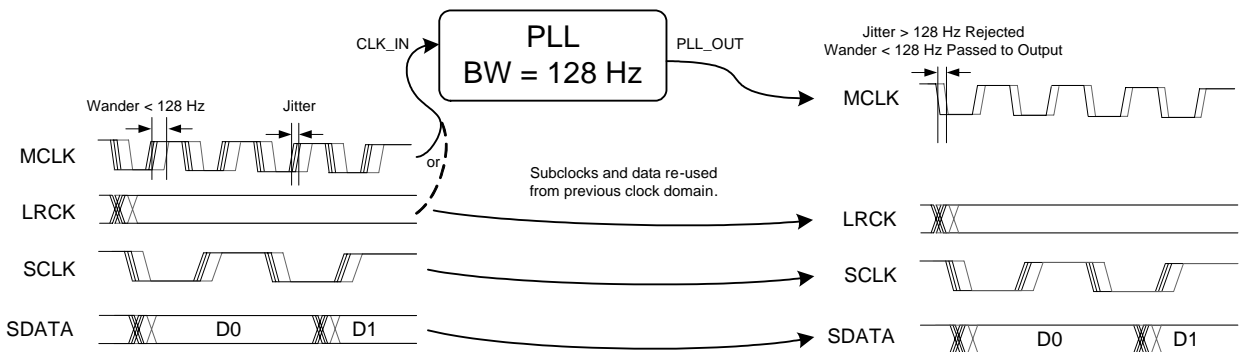 CLK_IN
PLL
BW = 128 Hz
PLL_OUT
Jitter > 128 Hz Rejected
Wander < 128 Hz Passed to Output
Wander < 128 Hz
Jitter
MCLK
or
MCLK
Subclocks and data re-used
from previous clock domain.
LRCK
LRCK
SCLK
SCLK
SDATA
D0
D1
SDATA
D0
D1